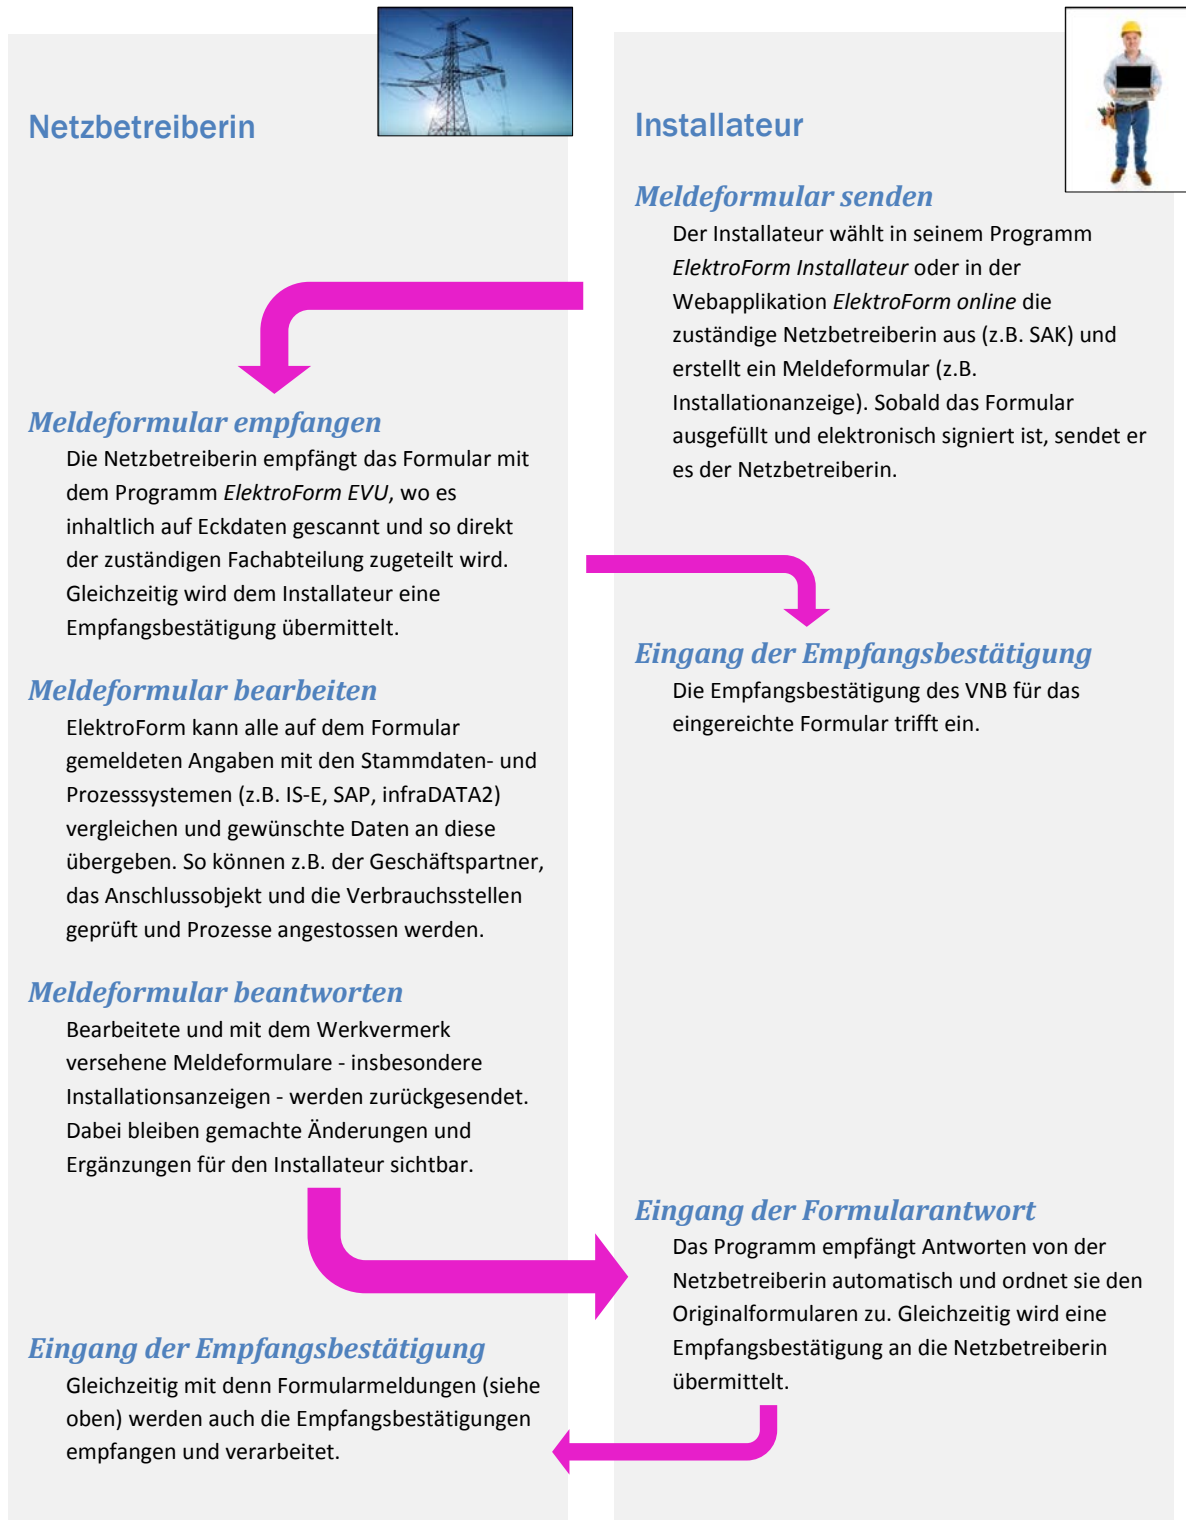 Netzbetreiberin
Installateur
Meldeformular senden
Der Installateur wählt in seinem Programm
ElektroForm Installateur oder in der
Webapplikation ElektroForm online die
zuständige Netzbetreiberin aus (z.B. SAK) und
erstellt ein Meldeformular (z.B.
Installationanzeige). Sobald das Formular
ausgefüllt und elektronisch signiert ist, sendet er
es der Netzbetreiberin.
Meldeformular empfangen
Die Netzbetreiberin empfängt das Formular mit
dem Programm ElektroForm EVU, wo es
inhaltlich auf Eckdaten gescannt und so direkt
der zuständigen Fachabteilung zugeteilt wird.
Gleichzeitig wird dem Installateur eine
Empfangsbestätigung übermittelt.
Eingang der Empfangsbestätigung
Die Empfangsbestätigung des VNB für das
eingereichte Formular trifft ein.
Meldeformular bearbeiten
ElektroForm kann alle auf dem Formular
gemeldeten Angaben mit den Stammdaten- und
Prozesssystemen (z.B. IS-E, SAP, infraDATA2)
vergleichen und gewünschte Daten an diese
übergeben. So können z.B. der Geschäftspartner,
das Anschlussobjekt und die Verbrauchsstellen
geprüft und Prozesse angestossen werden.
Meldeformular beantworten
Bearbeitete und mit dem Werkvermerk
versehene Meldeformulare - insbesondere
Installationsanzeigen - werden zurückgesendet.
Dabei bleiben gemachte Änderungen und
Ergänzungen für den Installateur sichtbar.
Eingang der Formularantwort
Das Programm empfängt Antworten von der
Netzbetreiberin automatisch und ordnet sie den
Originalformularen zu. Gleichzeitig wird eine
Empfangsbestätigung an die Netzbetreiberin
übermittelt.
Eingang der Empfangsbestätigung
Gleichzeitig mit denn Formularmeldungen (siehe
oben) werden auch die Empfangsbestätigungen
empfangen und verarbeitet.